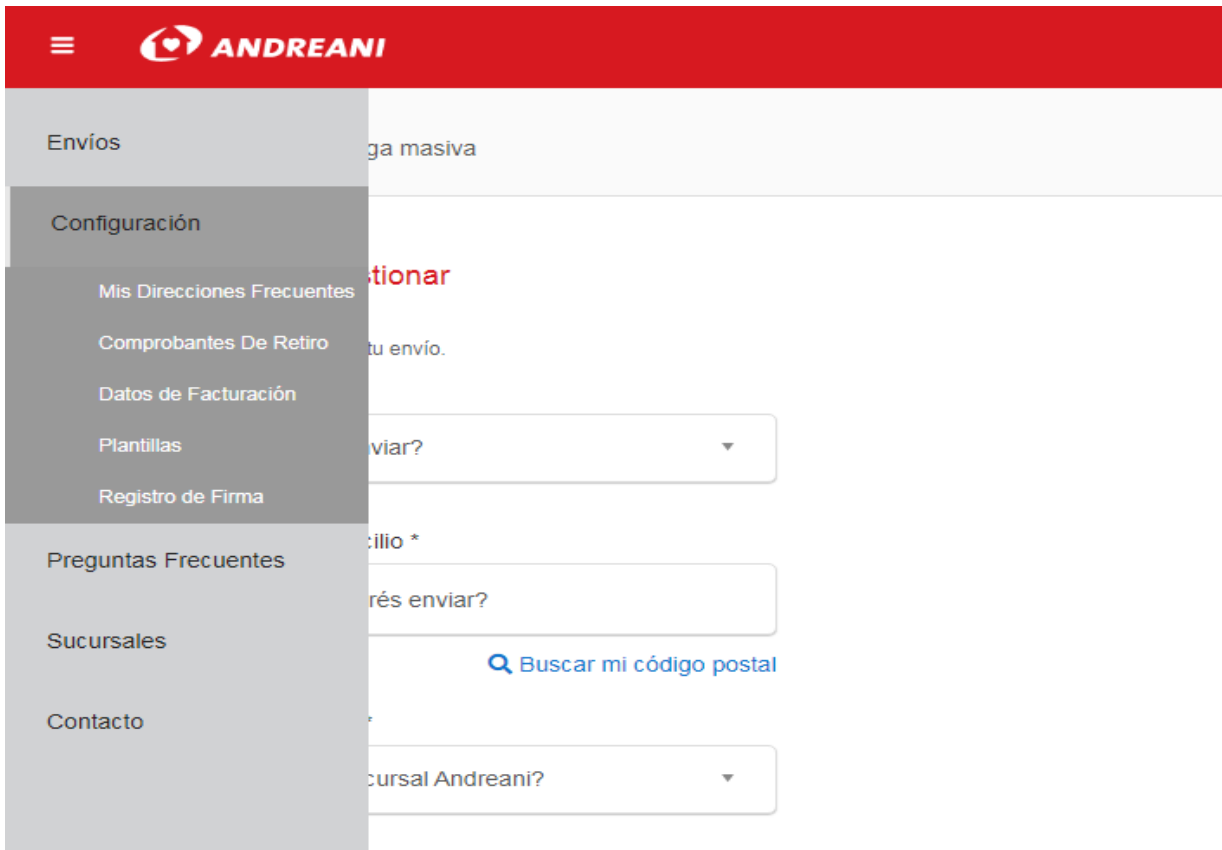 ANDREANI
Envíos
Configuración
Mis Direcciones Frecuentes
Comprobantes De Retiro
Datos de Facturación
Plantillas
Registro de Firma
Preguntas Frecuentes
Sucursales
Contacto
ga masiva
stionar
tu envío.
nviar?
cilio *
rés enviar?
Buscar mi código postal
*
cursal Andreani?